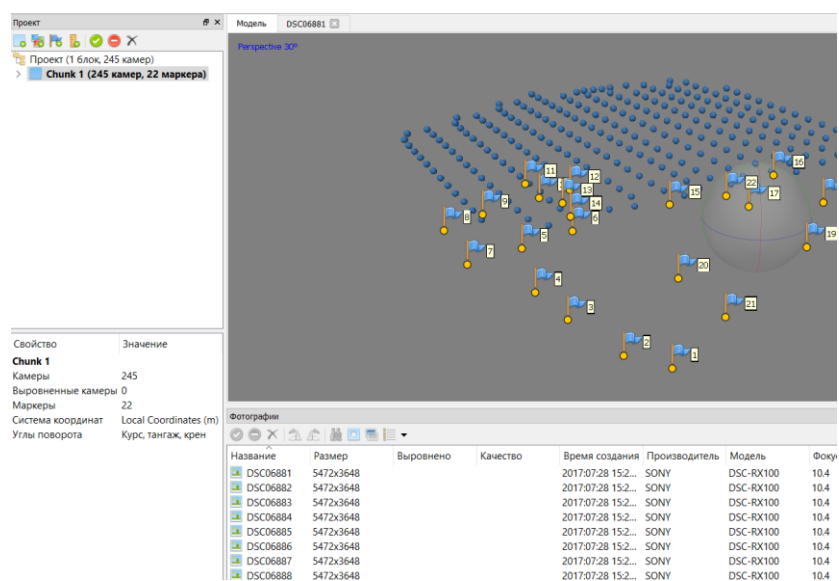 Проект
Модель DSC06881
Perspective 30°
Проект (1 блок, 245 камер)
Chunk 1 (245 камер, 22 маркера)
16
11
12
13
22
15
17
9
14
8
6
5
19
7
20
4
21
3
2
1
Свойство Значение
Chunk 1
Камеры 245
Выровненные камеры 0
Маркеры 22
Система координат Local Coordinates (m)
Углы поворота Курс, тангаж, крен
Фотографии
Название Размер Выровнено Качество Время создания Производитель Модель Фоку
DSC06881 5472x3648 2017:07:28 15:2... SONY DSC-RX100 10.4
DSC06882 5472x3648 2017:07:28 15:2... SONY DSC-RX100 10.4
DSC06883 5472x3648 2017:07:28 15:2... SONY DSC-RX100 10.4
DSC06884 5472x3648 2017:07:28 15:2... SONY DSC-RX100 10.4
DSC06885 5472x3648 2017:07:28 15:2... SONY DSC-RX100 10.4
DSC06886 5472x3648 2017:07:28 15:2... SONY DSC-RX100 10.4
DSC06887 5472x3648 2017:07:28 15:2... SONY DSC-RX100 10.4
DSC06888 5472x3648 2017:07:28 15:2... SONY DSC-RX100 10.4